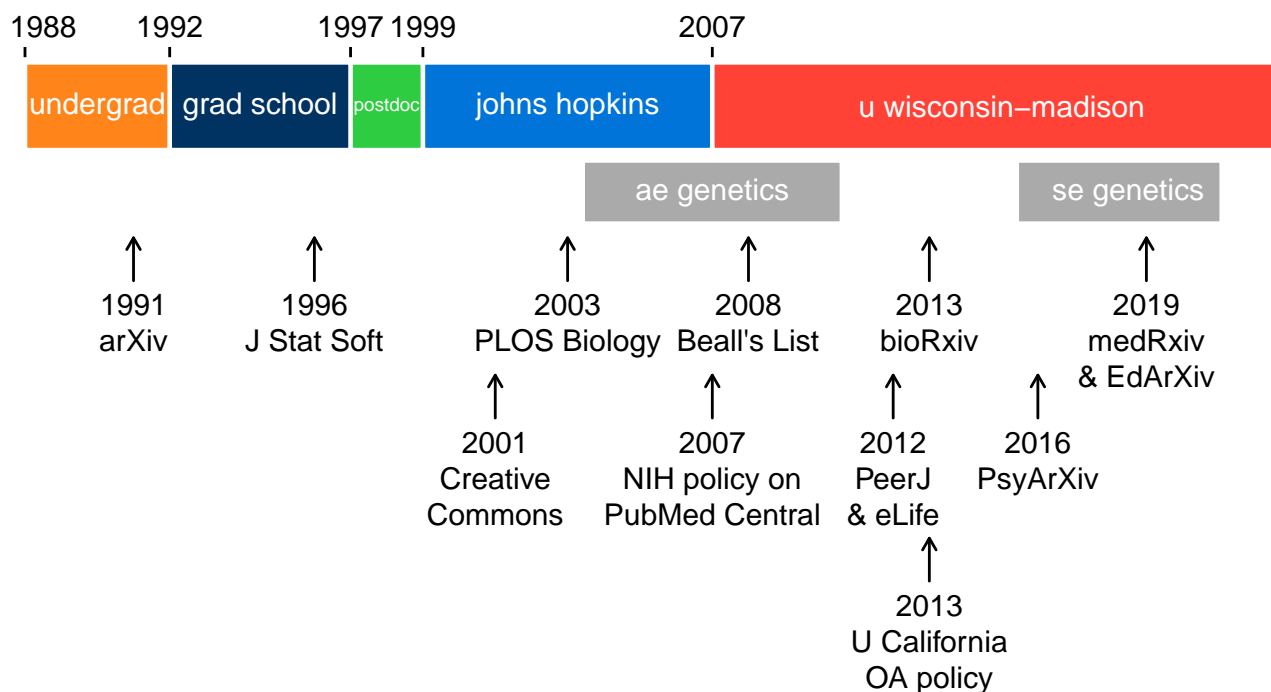 1988 1992 1997 1999 2007
undergrad grad school postdoc johns hopkins u wisconsin−madison
ae genetics se genetics
1991
arXiv
1996
J Stat Soft
2003
PLOS Biology
2008
Beall's List
2013
bioRxiv
2019
medRxiv
& EdArXiv
2001
Creative
Commons
2007
NIH policy on
PubMed Central
2012
PeerJ
& eLife
2016
PsyArXiv
2013
U California
OA policy